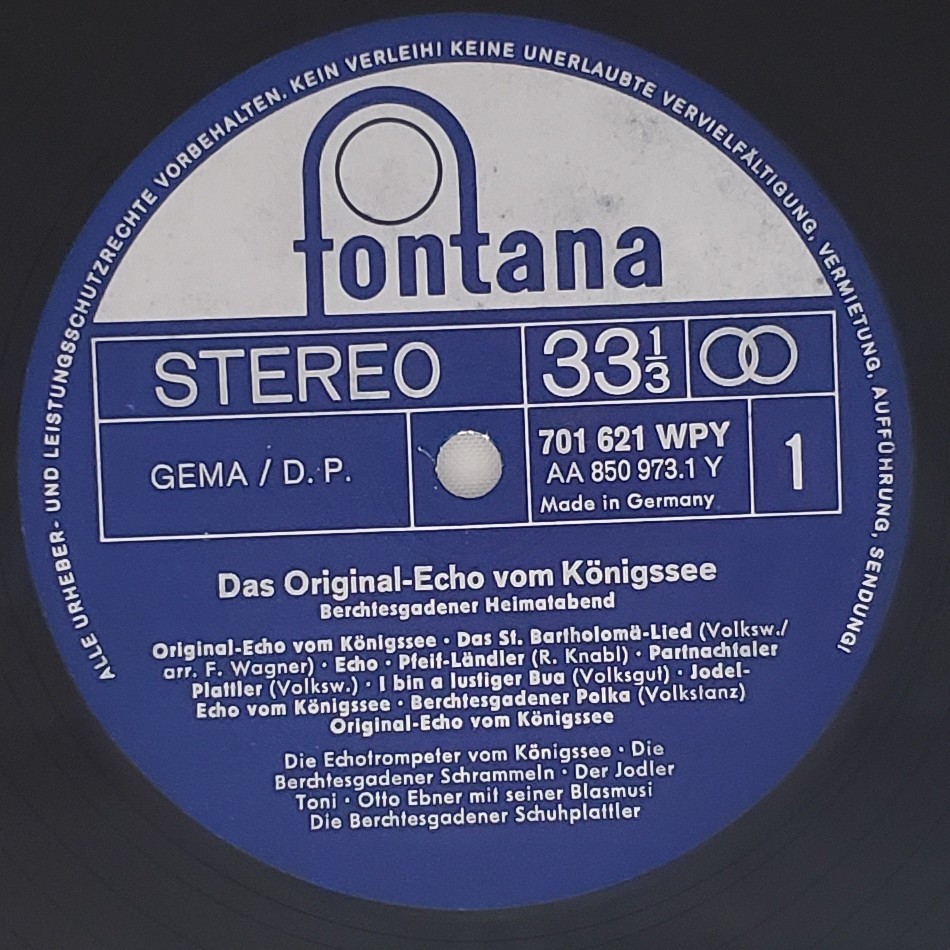 ALLE URHEBER- UND LEISTUNGSSCHUTZRECHTE VORBEHALTEN. KEIN VERLEIH! KEINE UNERLAUBTE VERVIELFÄLTIGUNG, VERMIETUNG, AUFFÜHRUNG, SENDUNG!
fontana
STEREO
33 1/3
GEMA / D. P.
701 621 WPY
AA 850 973.1 Y
Made in Germany
1
Das Original-Echo vom Königssee
Berchtesgadener Heimatabend
Original-Echo vom Königssee · Das St. Bartholomä-Lied (Volksw./
arr. F. Wagner) · Echo · Pfeif-Ländler (R. Knabl) · Partnachtaler
Plattler (Volksw.) · I bin a lustiger Bua (Volksgut) · Jodel-
Echo vom Königssee · Berchtesgadener Polka (Volkstanz)
Original-Echo vom Königssee
Die Echotrompeter vom Königssee · Die
Berchtesgadener Schrammeln · Der Jodler
Toni · Otto Ebner mit seiner Blasmusi
Die Berchtesgadener Schuhplattler